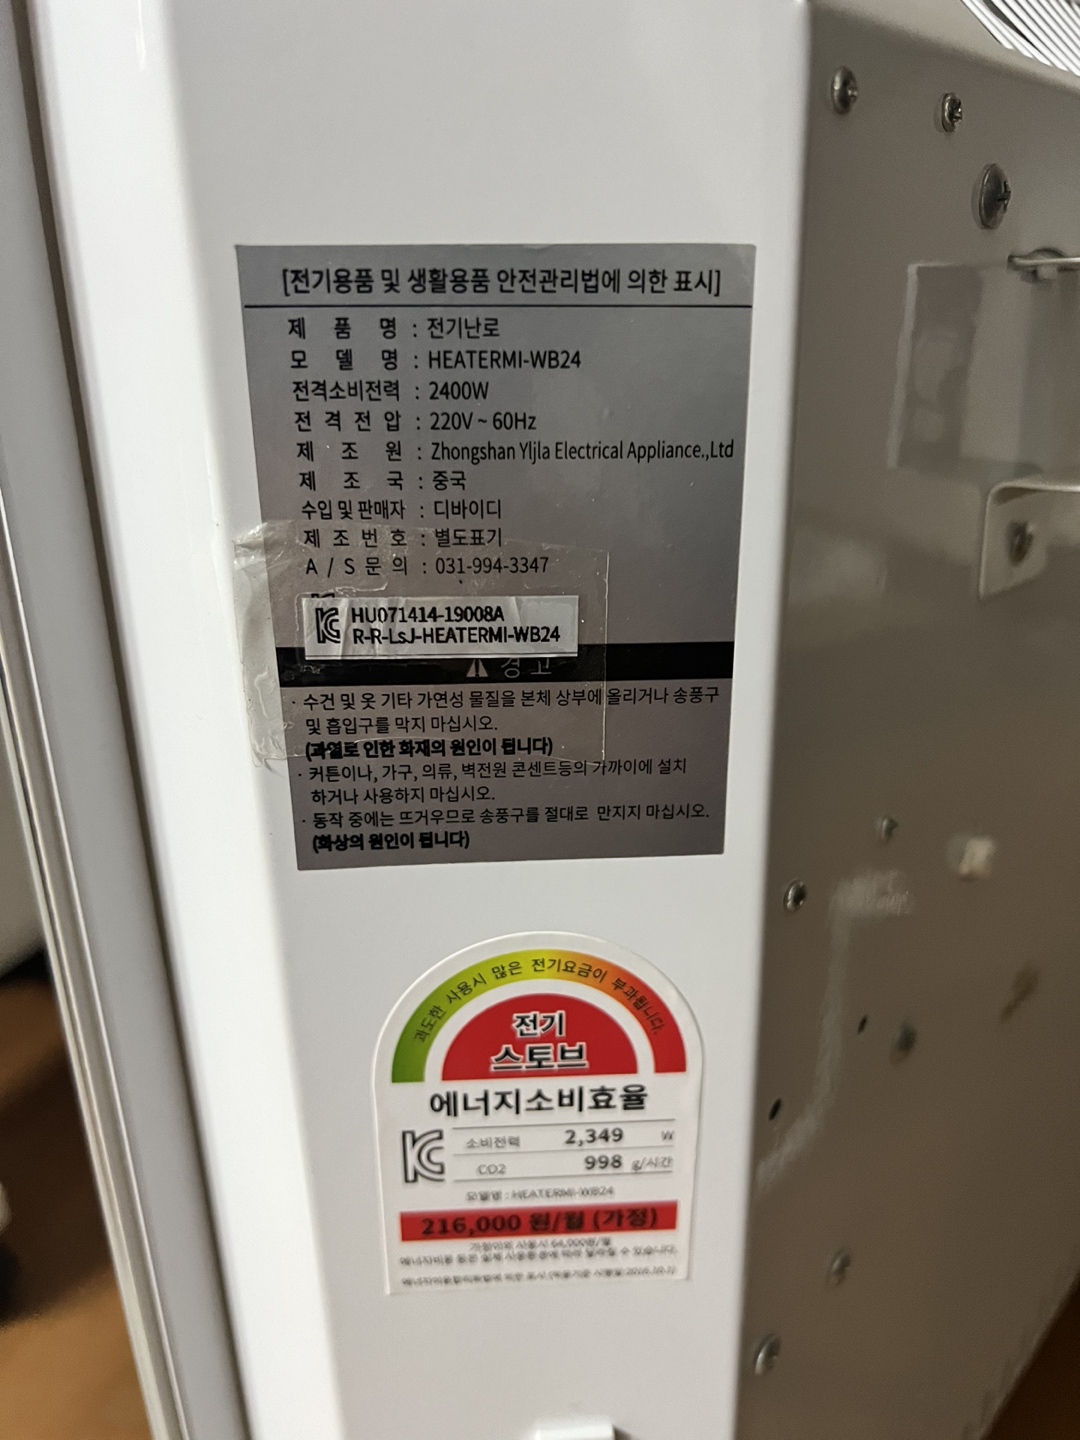 [전기용품 및 생활용품 안전관리법에 의한 표시]
제 품 명 : 전기난로
모 델 명 : HEATERMI-WB24
전격소비전력 : 2400W
전 격 전 압 : 220V ~ 60Hz
제 조 원 : Zhongshan Yljla Electrical Appliance.,Ltd
제 조 국 : 중국
수입 및 판매자 : 디바이디
제 조 번 호 : 별도표기
A / S 문 의 : 031-994-3347
HU071414-19008A
R-R-LsJ-HEATERMI-WB24
경 고
· 수건 및 옷 기타 가연성 물질을 본체 상부에 올리거나 송풍구
및 흡입구를 막지 마십시오.
(과열로 인한 화재의 원인이 됩니다)
· 커튼이나, 가구, 의류, 벽전원 콘센트등의 가까이에 설치
하거나 사용하지 마십시오.
· 동작 중에는 뜨거우므로 송풍구를 절대로 만지지 마십시오.
(화상의 원인이 됩니다)
과도한 사용시 많은 전기요금이 부과됩니다.
전기
스토브
에너지소비효율
소비전력 2,349 W
CO2 998 g/시간
모델명 : HEATERMI-WB24
216,000 원/월 (가정)
가정이외 사용시 64,000원/월